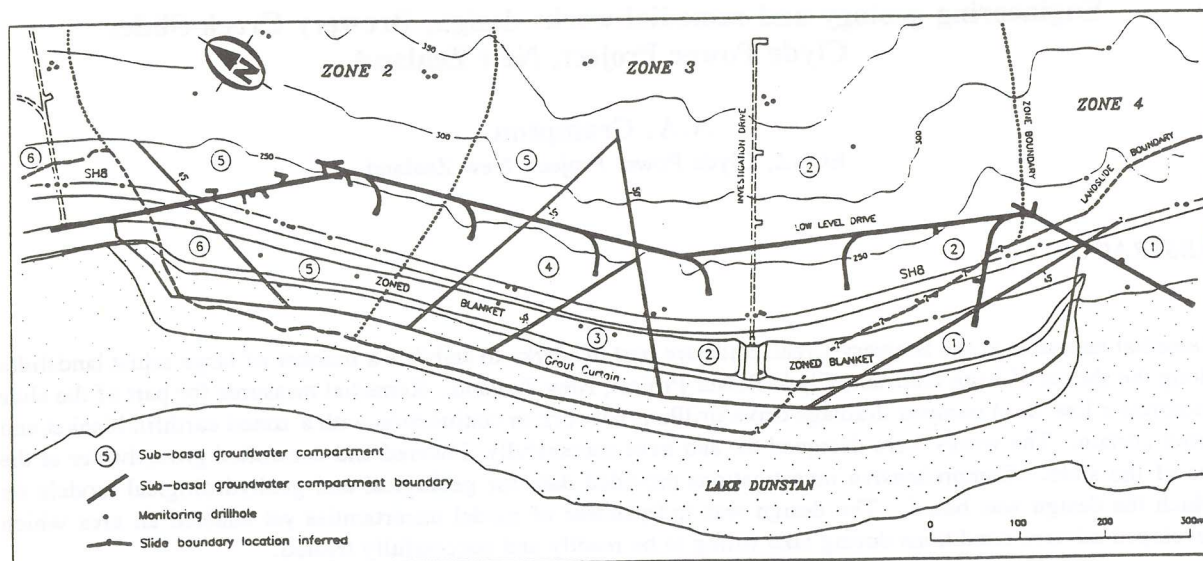 350
350
N
ZONE 2
ZONE 3
ZONE 4
ZONE BOUNDARY
INVESTIGATION DRIVE
300
300
LANDSLIDE BOUNDARY
6
SH8
5
250
5
2
LOW LEVEL DRIVE
250
2
SH8
1
6
5
ZONED
BLANKET
4
3
2
ZONED BLANKET
1
Grout Curtain
5 Sub-basal groundwater compartment
Sub-basal groundwater compartment boundary
Monitoring drillhole
Slide boundary location inferred
LAKE DUNSTAN
0 100 200 300m